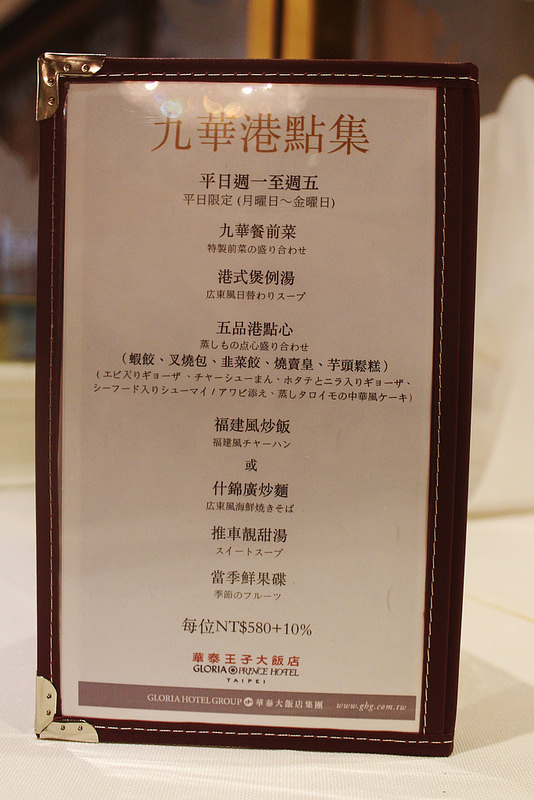 九華港點集
平日週一至週五
平日限定 (月曜日～金曜日)
九華餐前菜
特製前菜の盛り合わせ
港式煲例湯
広東風日替わりスープ
五品港點心
蒸しもの点心盛り合わせ
（蝦餃、叉燒包、韭菜餃、燒賣皇、芋頭鬆糕）
(エビ入りギョーザ、チャーシューまん、ホタテとニラ入りギョーザ、
シーフード入りシューマイ / アワビ添え、蒸しタロイモの中華風ケーキ)
福建風炒飯
福建風チャーハン
或
什錦廣炒麵
広東風海鮮焼きそば
推車靚甜湯
スイートスープ
當季鮮果碟
季節のフルーツ
每位NT$580+10%
華泰王子大飯店
GLORIA PRINCE HOTEL
TAIPEI
GLORIA HOTEL GROUP 華泰大飯店集團 www.ghg.com.tw